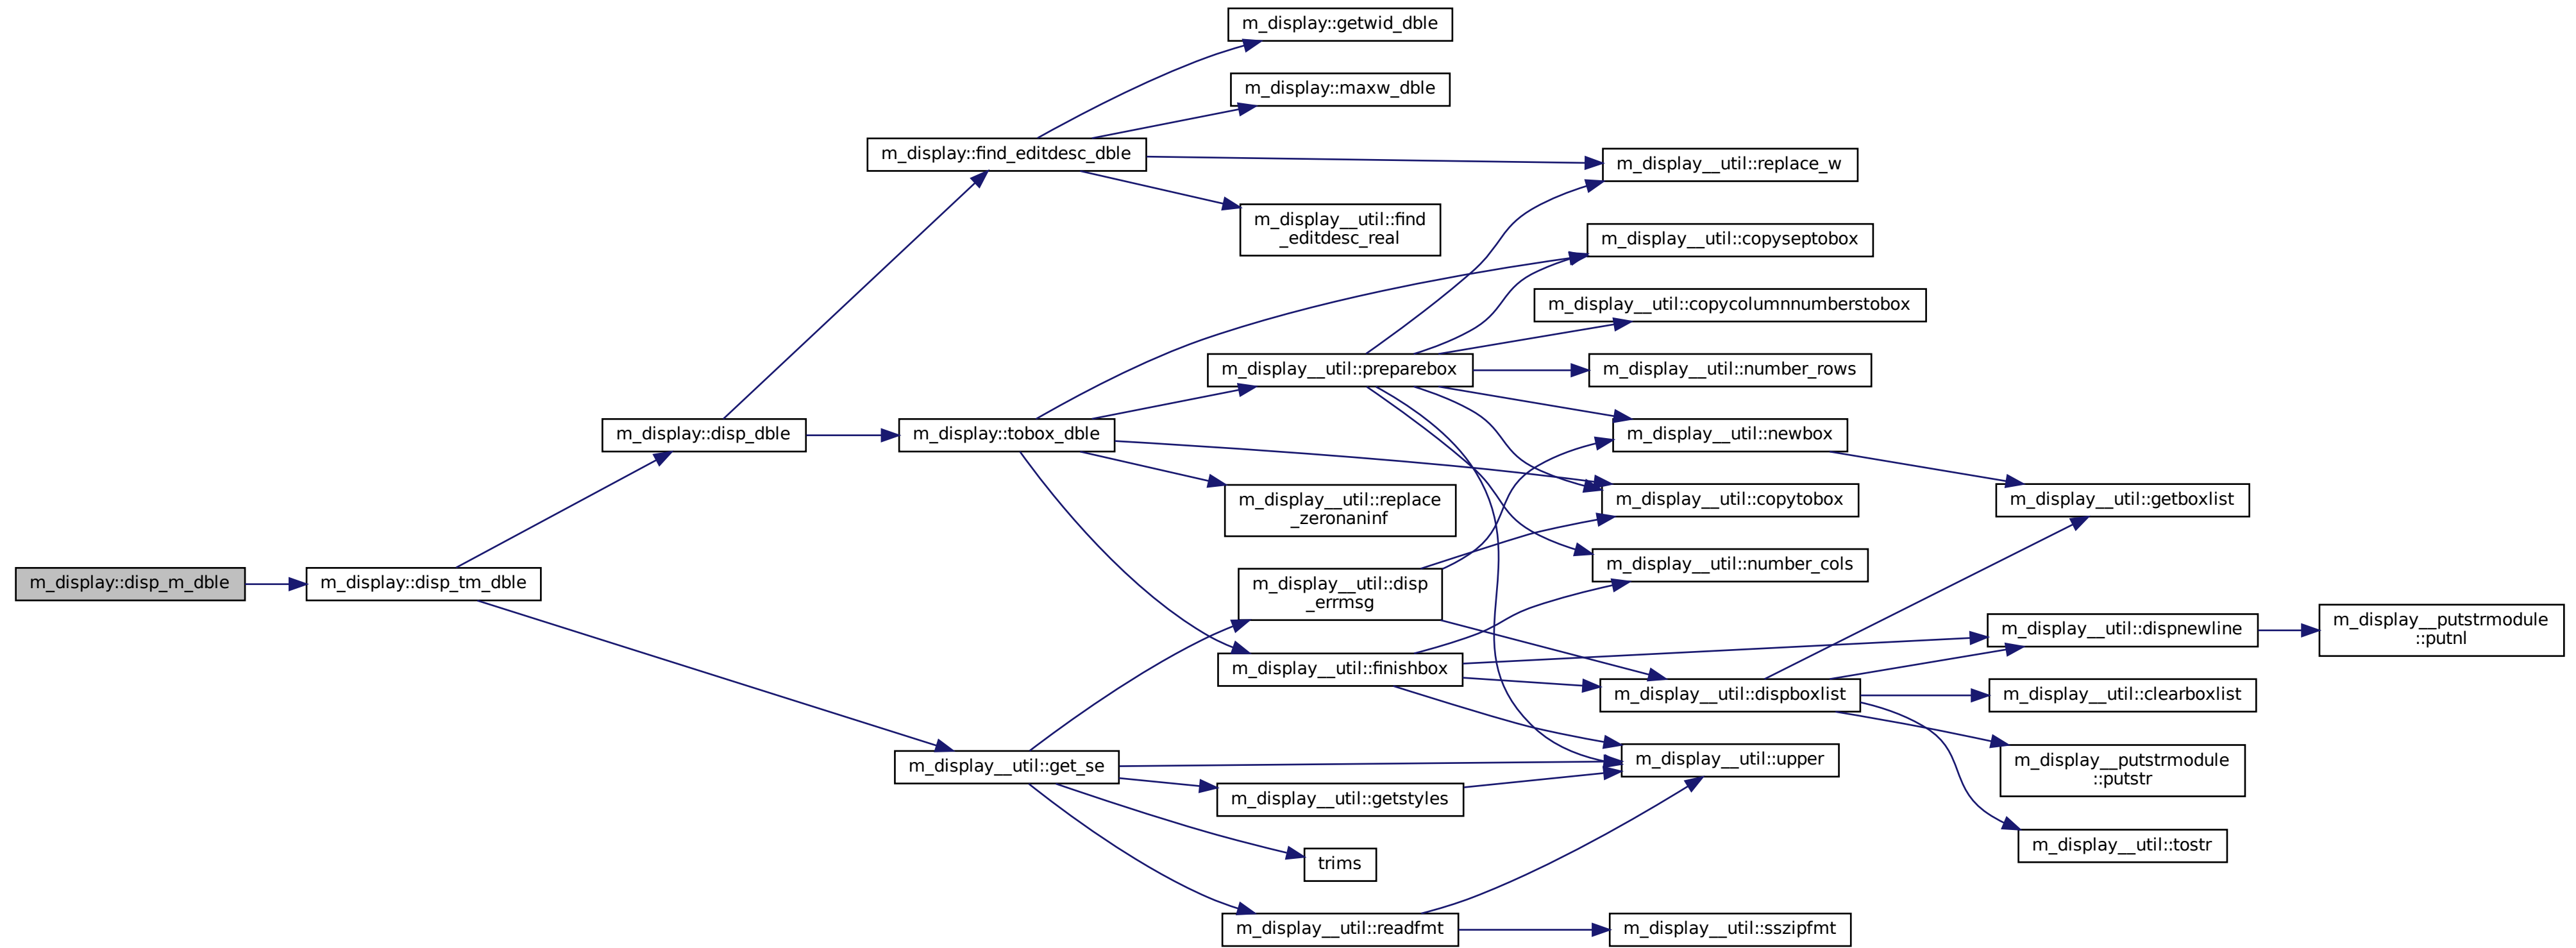 m_display::disp_m_dble
m_display::disp_tm_dble
m_display::disp_dble
m_display::find_editdesc_dble
m_display::getwid_dble
m_display::maxw_dble
m_display__util::replace_w
m_display__util::find
_editdesc_real
m_display::tobox_dble
m_display__util::copyseptobox
m_display__util::preparebox
m_display__util::copycolumnnumberstobox
m_display__util::number_rows
m_display__util::newbox
m_display__util::copytobox
m_display__util::number_cols
m_display__util::replace
_zeronaninf
m_display__util::getboxlist
m_display__util::disp
_errmsg
m_display__util::finishbox
m_display__util::dispboxlist
m_display__util::dispnewline
m_display__putstrmodule
::putnl
m_display__util::clearboxlist
m_display__putstrmodule
::putstr
m_display__util::tostr
m_display__util::get_se
m_display__util::upper
m_display__util::getstyles
trims
m_display__util::readfmt
m_display__util::sszipfmt